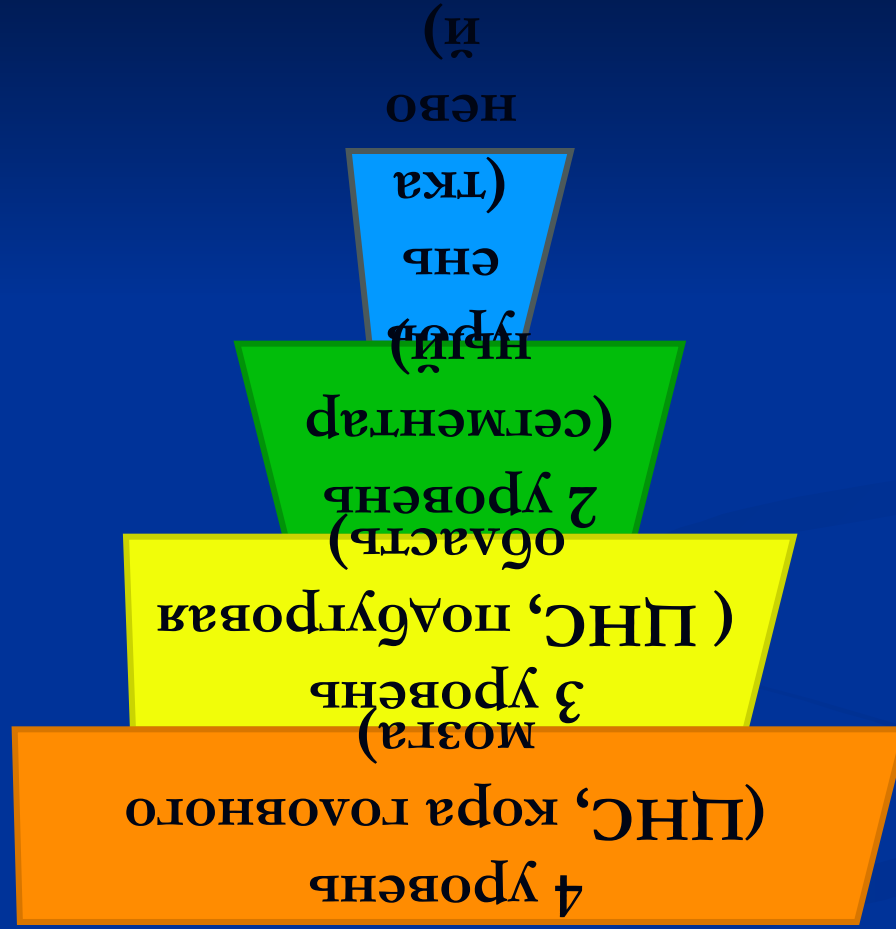 4 уровень
(ЦНС, кора головного
мозга)
3 уровень
( ЦНС, подбугровая
область)
2 уровень
(сегментар
ный)
уров
ень
(тка
нево
й)